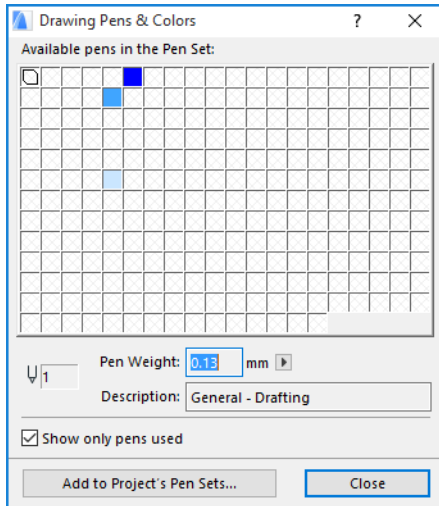 Drawing Pens & Colors ?
Available pens in the Pen Set:
Pen Weight: 0.13 mm
1
Description: General - Drafting
Show only pens used
Add to Project's Pen Sets... Close